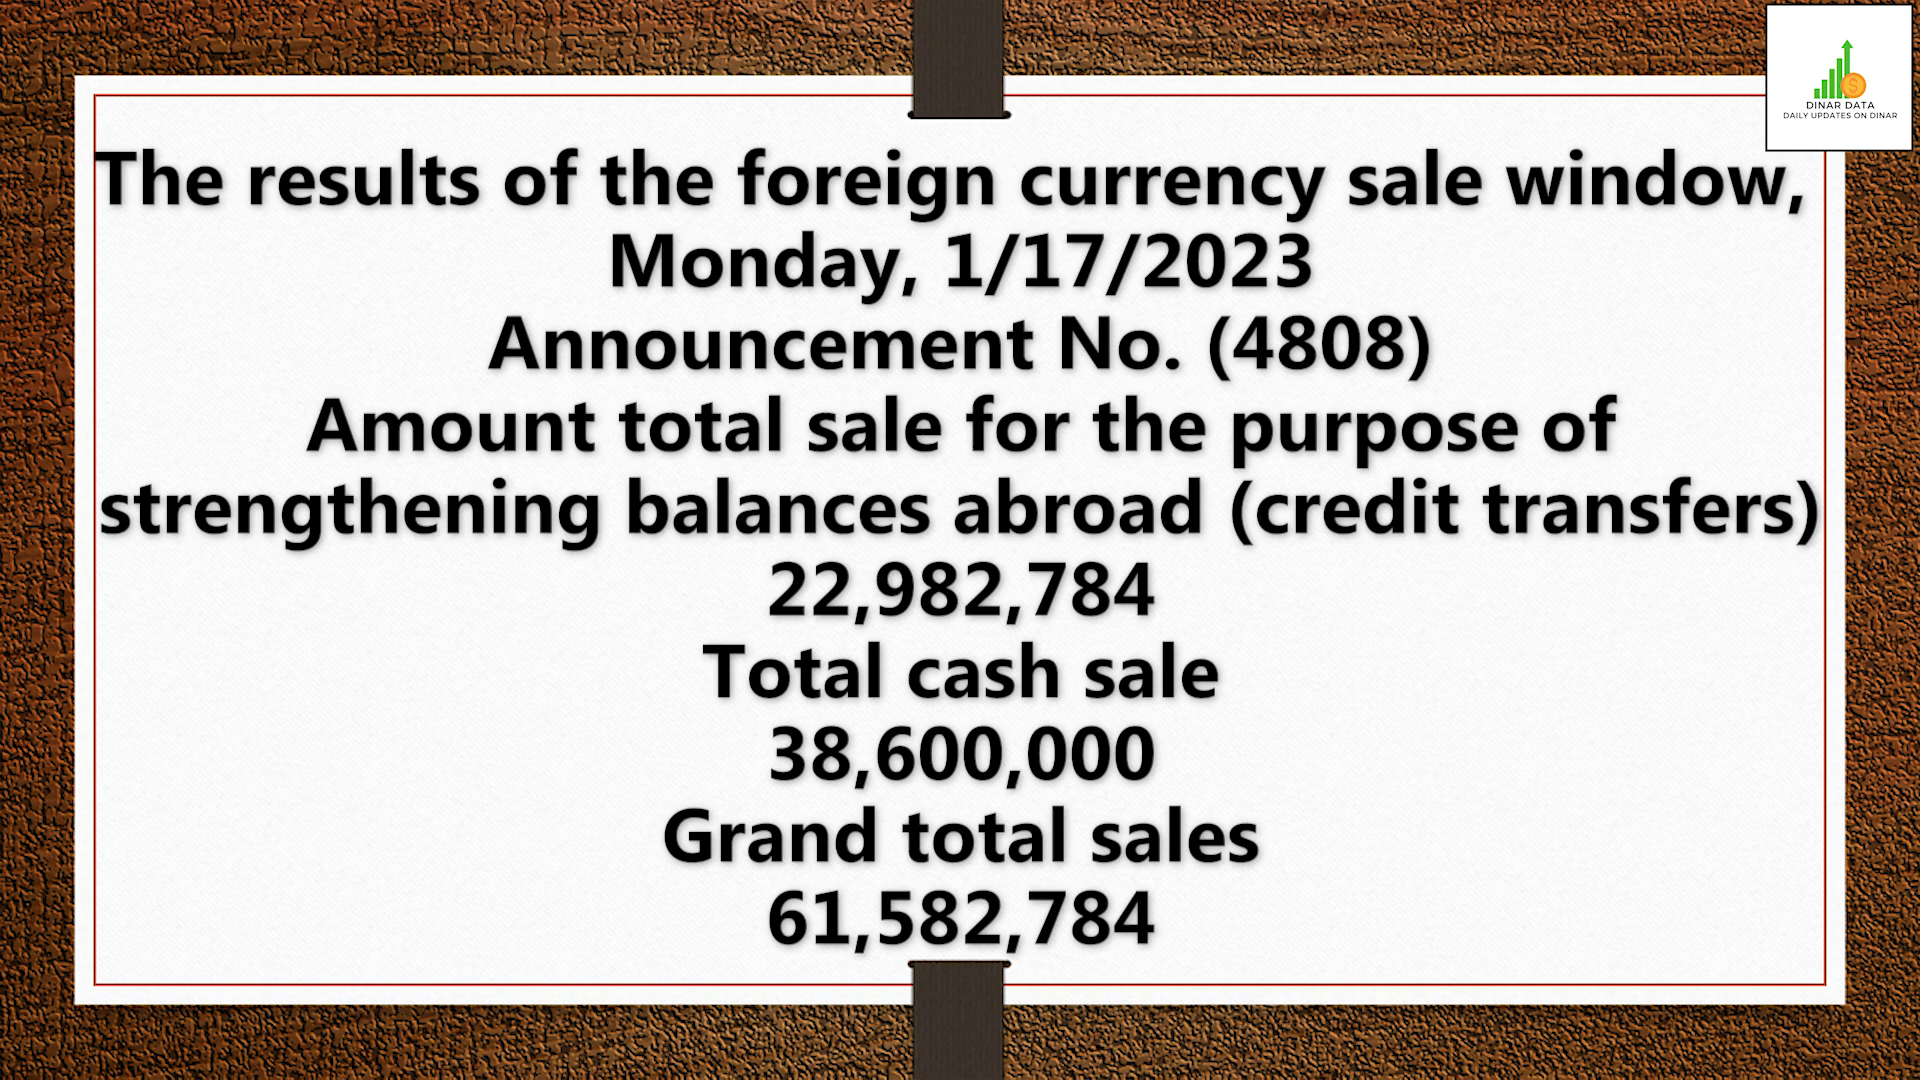 DINAR DATA
DAILY UPDATES ON DINAR
The results of the foreign currency sale window,
Monday, 1/17/2023
Announcement No. (4808)
Amount total sale for the purpose of
strengthening balances abroad (credit transfers)
22,982,784
Total cash sale
38,600,000
Grand total sales
61,582,784